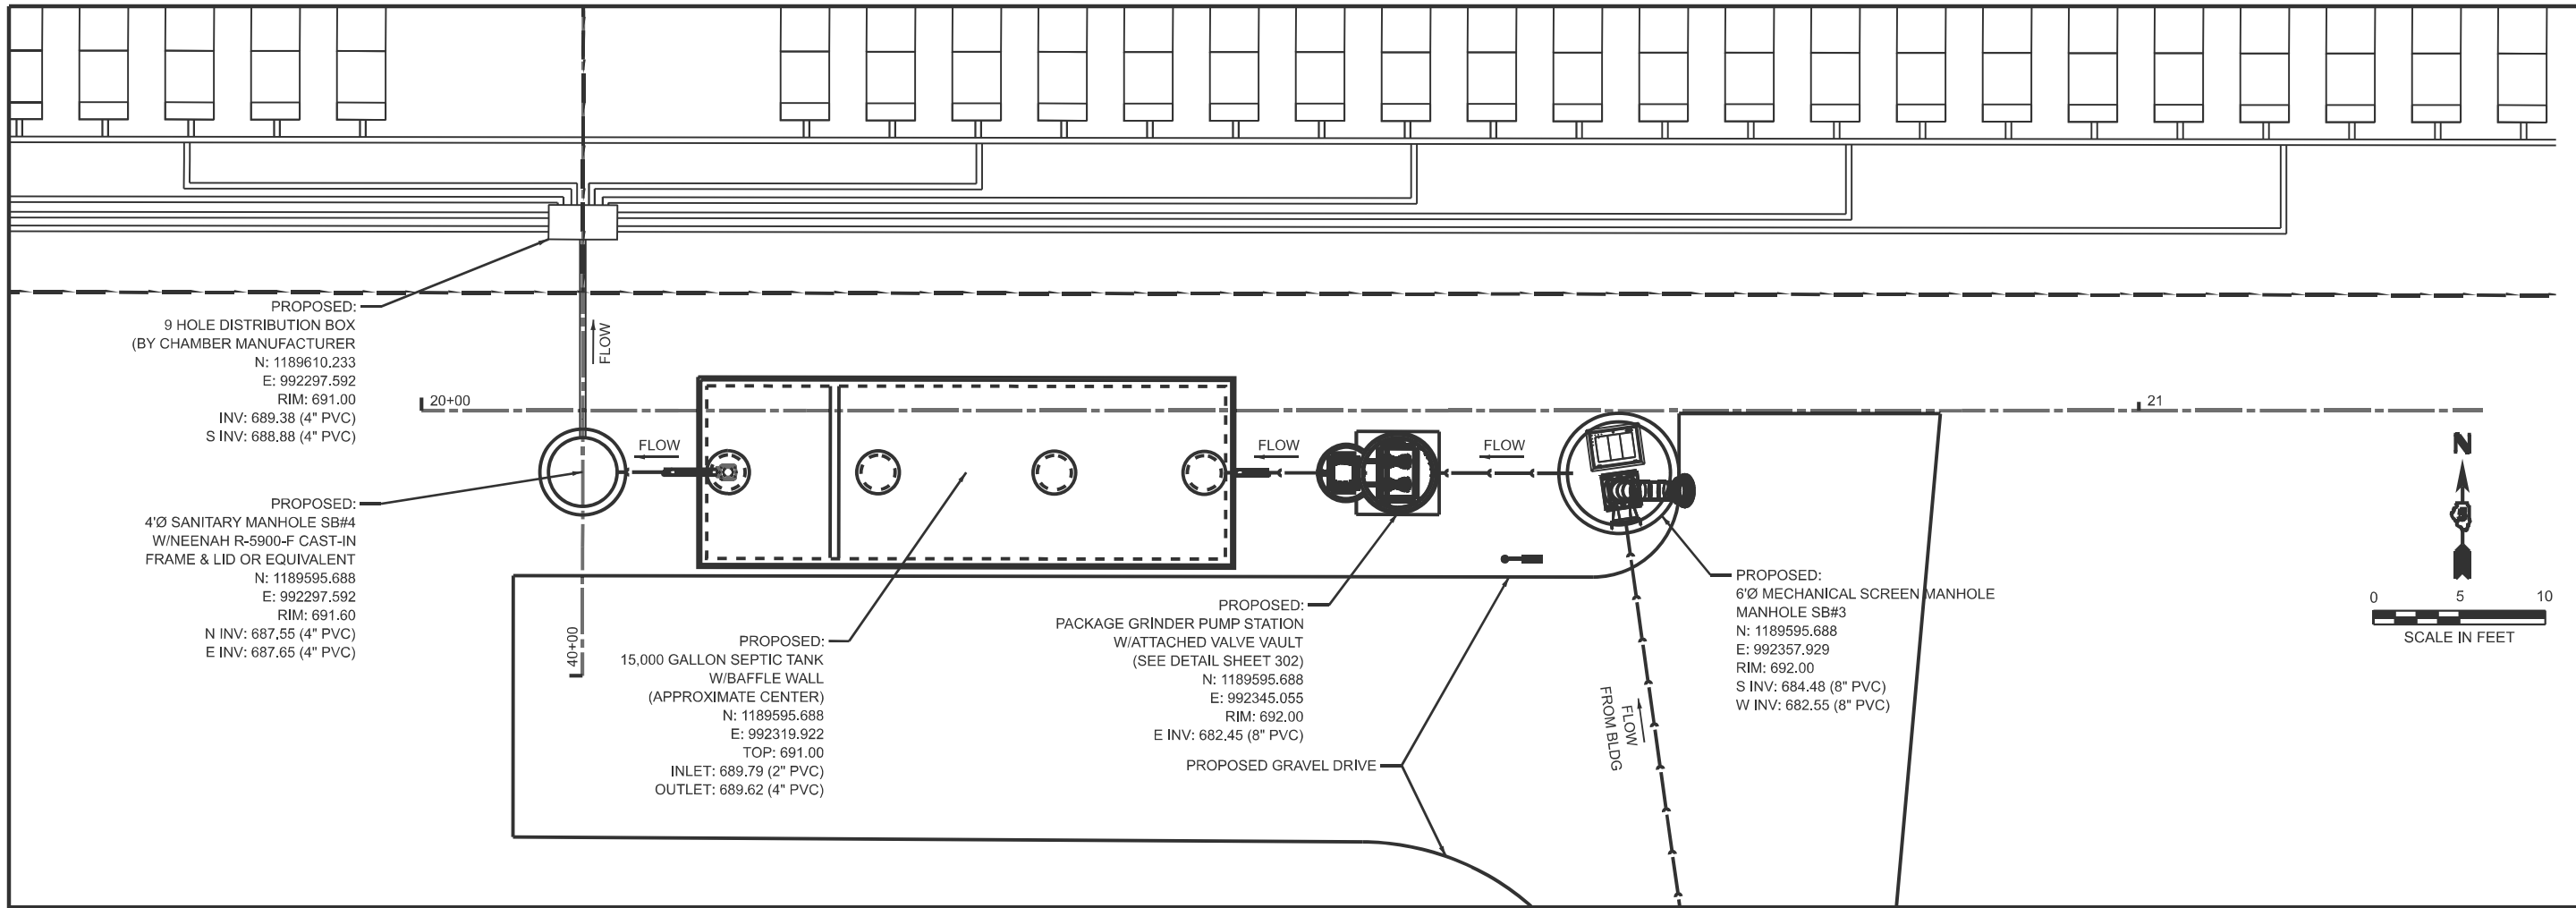 PROPOSED:
9 HOLE DISTRIBUTION BOX
(BY CHAMBER MANUFACTURER
N: 1189610.233
E: 992297.592
RIM: 691.00
INV: 689.38 (4" PVC)
S INV: 688.88 (4" PVC)
FLOW
20+00
21
FLOW
FLOW
FLOW
PROPOSED:
4'Ø SANITARY MANHOLE SB#4
W/NEENAH R-5900-F CAST-IN
FRAME & LID OR EQUIVALENT
N: 1189595.688
E: 992297.592
RIM: 691.60
N INV: 687.55 (4" PVC)
E INV: 687.65 (4" PVC)
40+00
PROPOSED:
15,000 GALLON SEPTIC TANK
W/BAFFLE WALL
(APPROXIMATE CENTER)
N: 1189595.688
E: 992319.922
TOP: 691.00
INLET: 689.79 (2" PVC)
OUTLET: 689.62 (4" PVC)
PROPOSED:
PACKAGE GRINDER PUMP STATION
W/ATTACHED VALVE VAULT
(SEE DETAIL SHEET 302)
N: 1189595.688
E: 992345.055
RIM: 692.00
E INV: 682.45 (8" PVC)
PROPOSED GRAVEL DRIVE
FLOW
FROM BLDG
PROPOSED:
6'Ø MECHANICAL SCREEN MANHOLE
MANHOLE SB#3
N: 1189595.688
E: 992357.929
RIM: 692.00
S INV: 684.48 (8" PVC)
W INV: 682.55 (8" PVC)
N
0 5 10
SCALE IN FEET